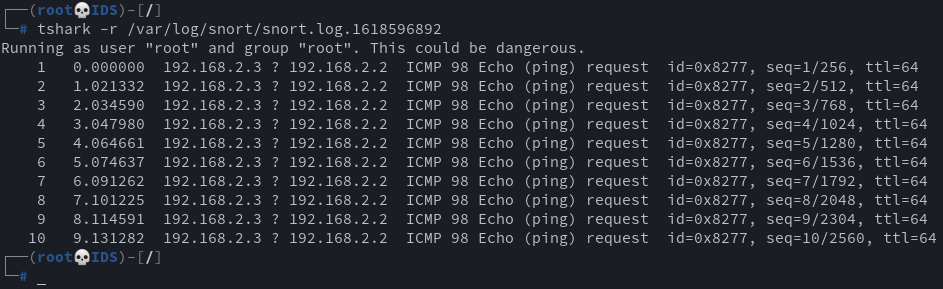 ┌──(root💀IDS)-[/]
└─# tshark -r /var/log/snort/snort.log.1618596892
Running as user "root" and group "root". This could be dangerous.
    1   0.000000  192.168.2.3 ? 192.168.2.2  ICMP 98 Echo (ping) request  id=0x8277, seq=1/256, ttl=64
    2   1.021332  192.168.2.3 ? 192.168.2.2  ICMP 98 Echo (ping) request  id=0x8277, seq=2/512, ttl=64
    3   2.034590  192.168.2.3 ? 192.168.2.2  ICMP 98 Echo (ping) request  id=0x8277, seq=3/768, ttl=64
    4   3.047980  192.168.2.3 ? 192.168.2.2  ICMP 98 Echo (ping) request  id=0x8277, seq=4/1024, ttl=64
    5   4.064661  192.168.2.3 ? 192.168.2.2  ICMP 98 Echo (ping) request  id=0x8277, seq=5/1280, ttl=64
    6   5.074637  192.168.2.3 ? 192.168.2.2  ICMP 98 Echo (ping) request  id=0x8277, seq=6/1536, ttl=64
    7   6.091262  192.168.2.3 ? 192.168.2.2  ICMP 98 Echo (ping) request  id=0x8277, seq=7/1792, ttl=64
    8   7.101225  192.168.2.3 ? 192.168.2.2  ICMP 98 Echo (ping) request  id=0x8277, seq=8/2048, ttl=64
    9   8.114591  192.168.2.3 ? 192.168.2.2  ICMP 98 Echo (ping) request  id=0x8277, seq=9/2304, ttl=64
   10   9.131282  192.168.2.3 ? 192.168.2.2  ICMP 98 Echo (ping) request  id=0x8277, seq=10/2560, ttl=64
┌──(root💀IDS)-[/]
└─# _